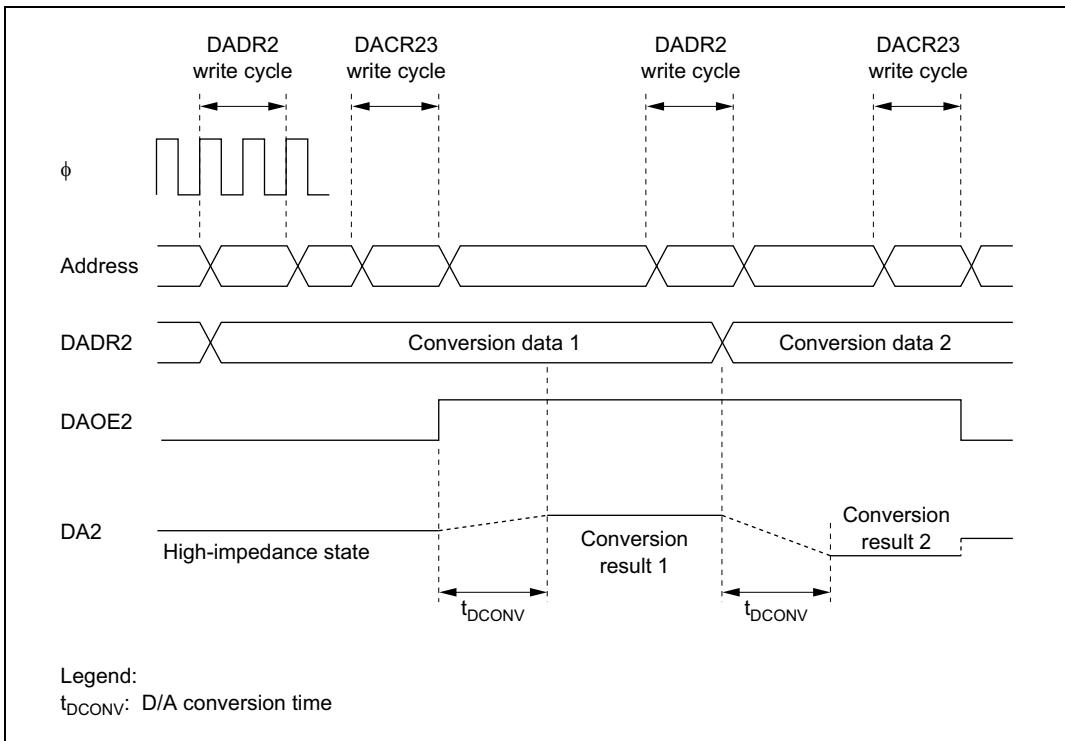 DADR2
write cycle
DACR23
write cycle
DADR2
write cycle
DACR23
write cycle
ϕ
Address
DADR2
Conversion data 1
Conversion data 2
DAOE2
DA2
High-impedance state
Conversion
result 1
Conversion
result 2
tDCONV
tDCONV
Legend:
tDCONV: D/A conversion time